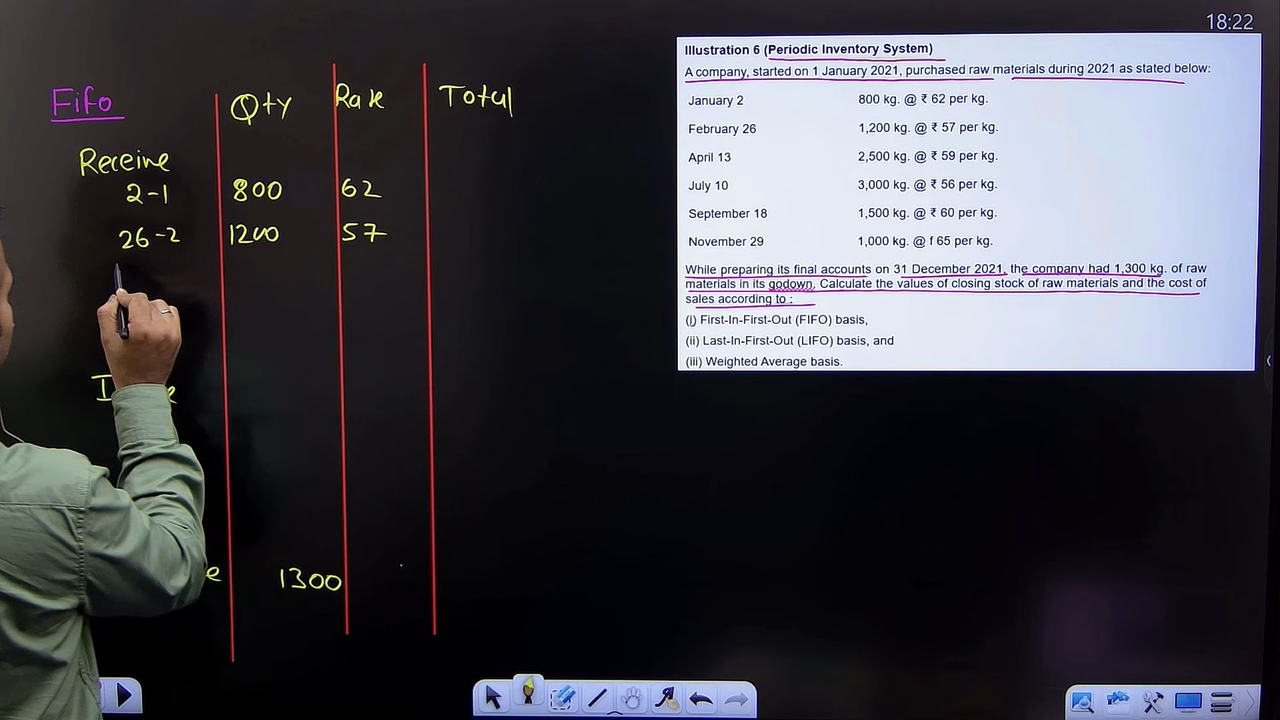 18:22
Fifo
Qty Rate Total
Receive
2-1 800 62
26-2 1200 57
1300
Illustration 6 (Periodic Inventory System)
A company, started on 1 January 2021, purchased raw materials during 2021 as stated below:
January 2 800 kg. @ ₹ 62 per kg.
February 26 1,200 kg. @ ₹ 57 per kg.
April 13 2,500 kg. @ ₹ 59 per kg.
July 10 3,000 kg. @ ₹ 56 per kg.
September 18 1,500 kg. @ ₹ 60 per kg.
November 29 1,000 kg. @ f 65 per kg.
While preparing its final accounts on 31 December 2021, the company had 1,300 kg. of raw
materials in its godown. Calculate the values of closing stock of raw materials and the cost of
sales according to :
(i) First-In-First-Out (FIFO) basis,
(ii) Last-In-First-Out (LIFO) basis, and
(iii) Weighted Average basis.